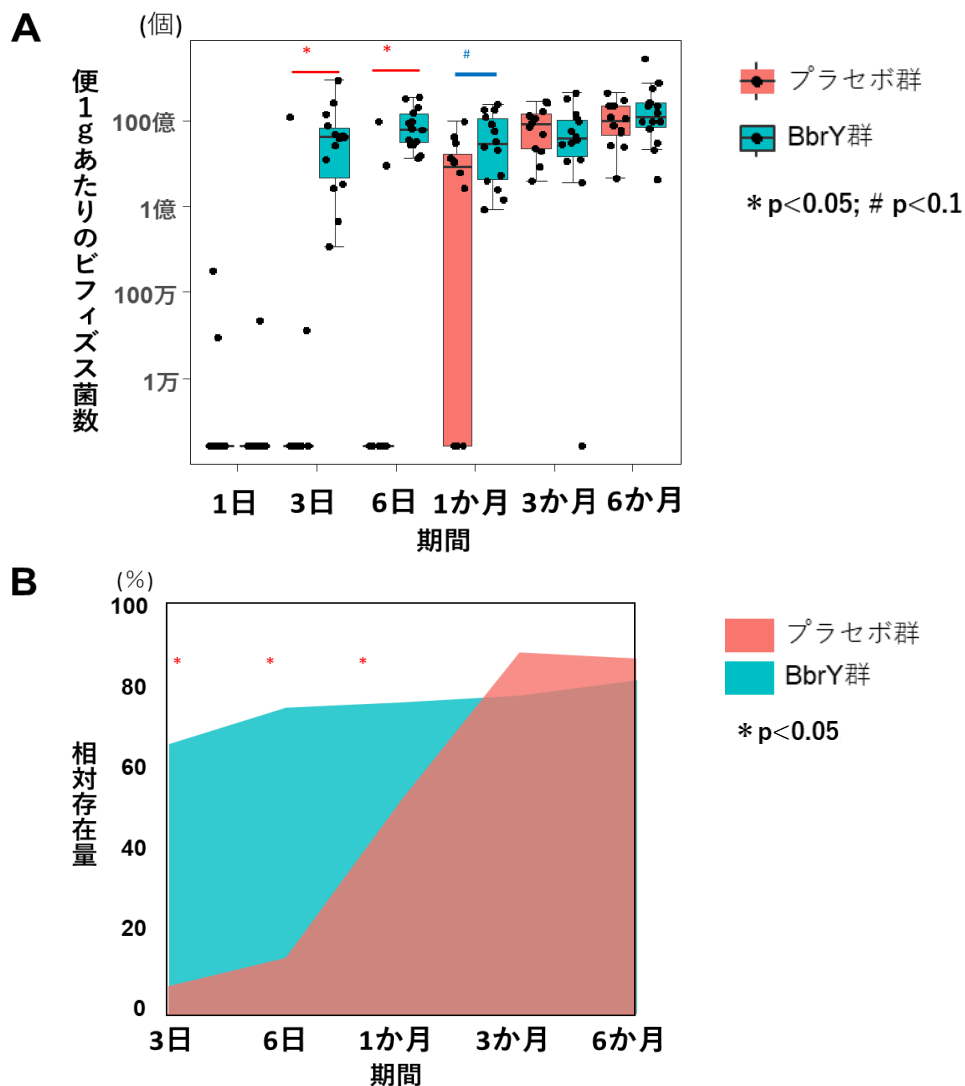 A
(個)
便1gあたりのビフィズス菌数
100億
1億
100万
1万
*
*
#
1日
3日
6日
1か月
3か月
6か月
期間
プラセボ群
BbrY群
*p<0.05; # p<0.1
B
(%)
100
80
60
40
20
0
相対存在量
*
*
*
3日
6日
1か月
3か月
6か月
期間
プラセボ群
BbrY群
*p<0.05